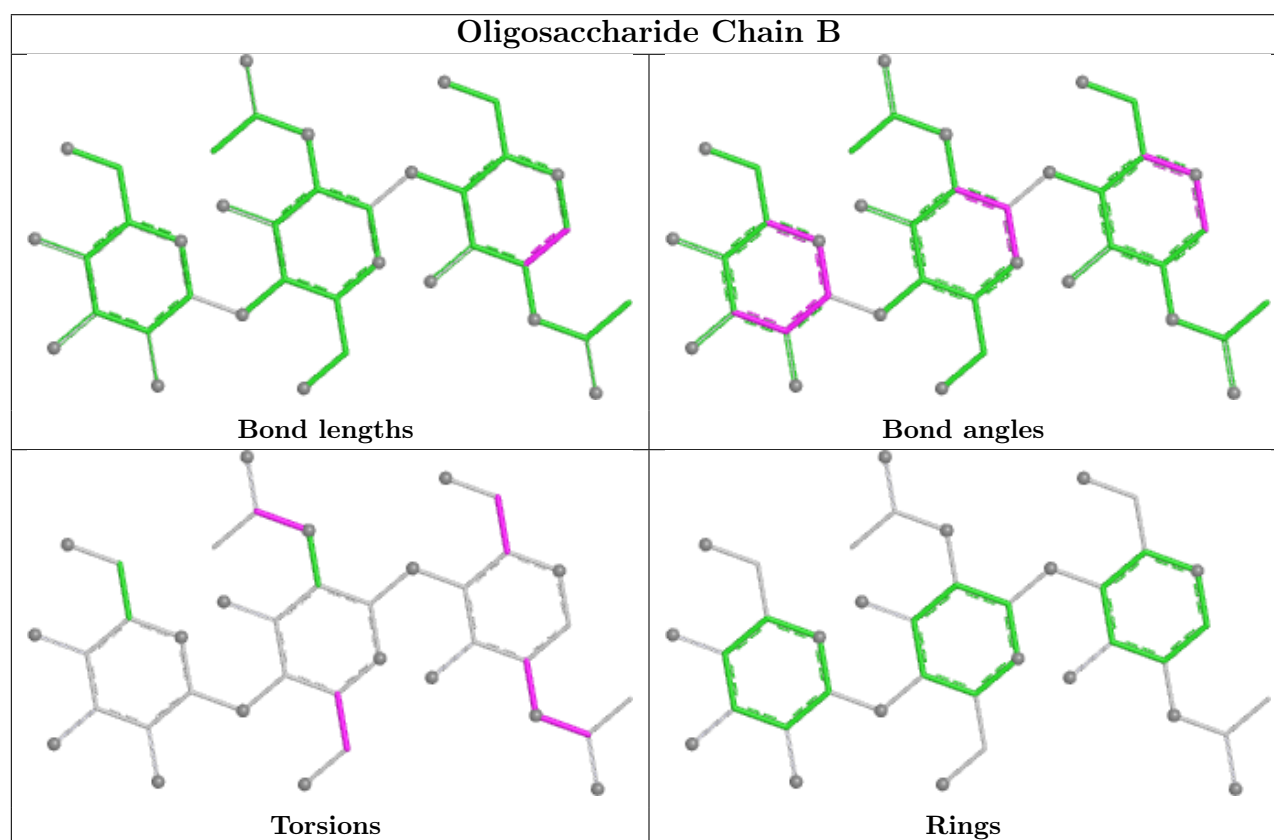 Oligosaccharide Chain B
Bond lengths
Bond angles
Torsions
Rings